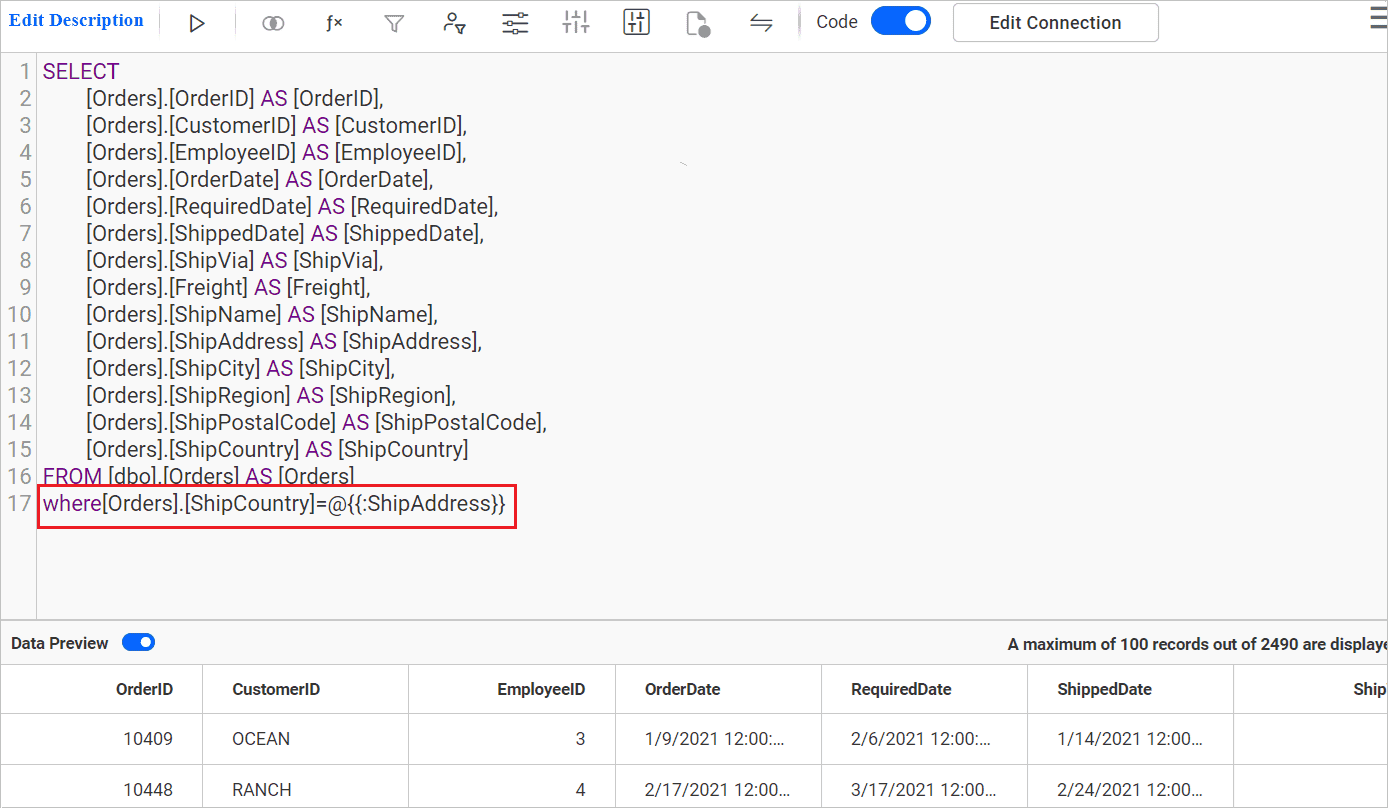 Edit Description Code Edit Connection
1 SELECT
2 [Orders].[OrderID] AS [OrderID],
3 [Orders].[CustomerID] AS [CustomerID],
4 [Orders].[EmployeeID] AS [EmployeeID],
5 [Orders].[OrderDate] AS [OrderDate],
6 [Orders].[RequiredDate] AS [RequiredDate],
7 [Orders].[ShippedDate] AS [ShippedDate],
8 [Orders].[ShipVia] AS [ShipVia],
9 [Orders].[Freight] AS [Freight],
10 [Orders].[ShipName] AS [ShipName],
11 [Orders].[ShipAddress] AS [ShipAddress],
12 [Orders].[ShipCity] AS [ShipCity],
13 [Orders].[ShipRegion] AS [ShipRegion],
14 [Orders].[ShipPostalCode] AS [ShipPostalCode],
15 [Orders].[ShipCountry] AS [ShipCountry]
16 FROM [dbo].[Orders] AS [Orders]
17 where[Orders].[ShipCountry]=@{{:ShipAddress}}
Data Preview A maximum of 100 records out of 2490 are displaye
OrderID CustomerID EmployeeID OrderDate RequiredDate ShippedDate Ship
10409 OCEAN 3 1/9/2021 12:00:... 2/6/2021 12:00:... 1/14/2021 12:00...
10448 RANCH 4 2/17/2021 12:00... 3/17/2021 12:00... 2/24/2021 12:00...